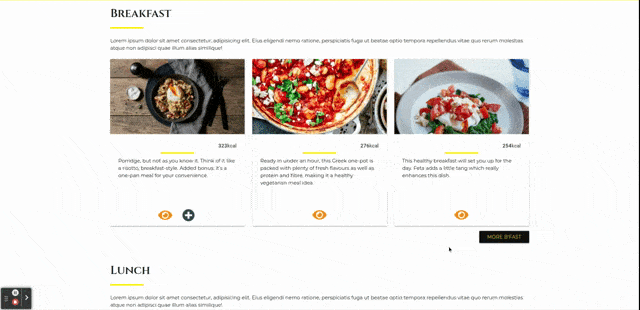 Breakfast
Lorem ipsum dolor sit amet consectetur, adipisicing elit. Eius eligendi nemo ratione, perspiciatis fuga ut beatae optio tempora repellendus vitae quas quia rerum molestias
atque non adipisci quae illum alias similique!
323kcal
276kcal
254kcal
Porridge, but not as you know it. Think of it like
a risotto, breakfast-style. Added bonus: it's a
one-pan meal for your convenience.
Ready in under an hour, this Greek one-pot is
packed with plenty of fresh flavours as well as
protein and fibre, making it a healthy
vegetarian meal idea.
This healthy breakfast will set you up for the
day. Feta adds a little tang which really
enhances this dish.
MORE B'FAST
Lunch
Lorem ipsum dolor sit amet consectetur, adipisicing elit. Eius eligendi nemo ratione, perspiciatis fuga ut beatae optio tempora repellendus vitae quas quia rerum molestias
atque non adipisci quae illum alias similique!